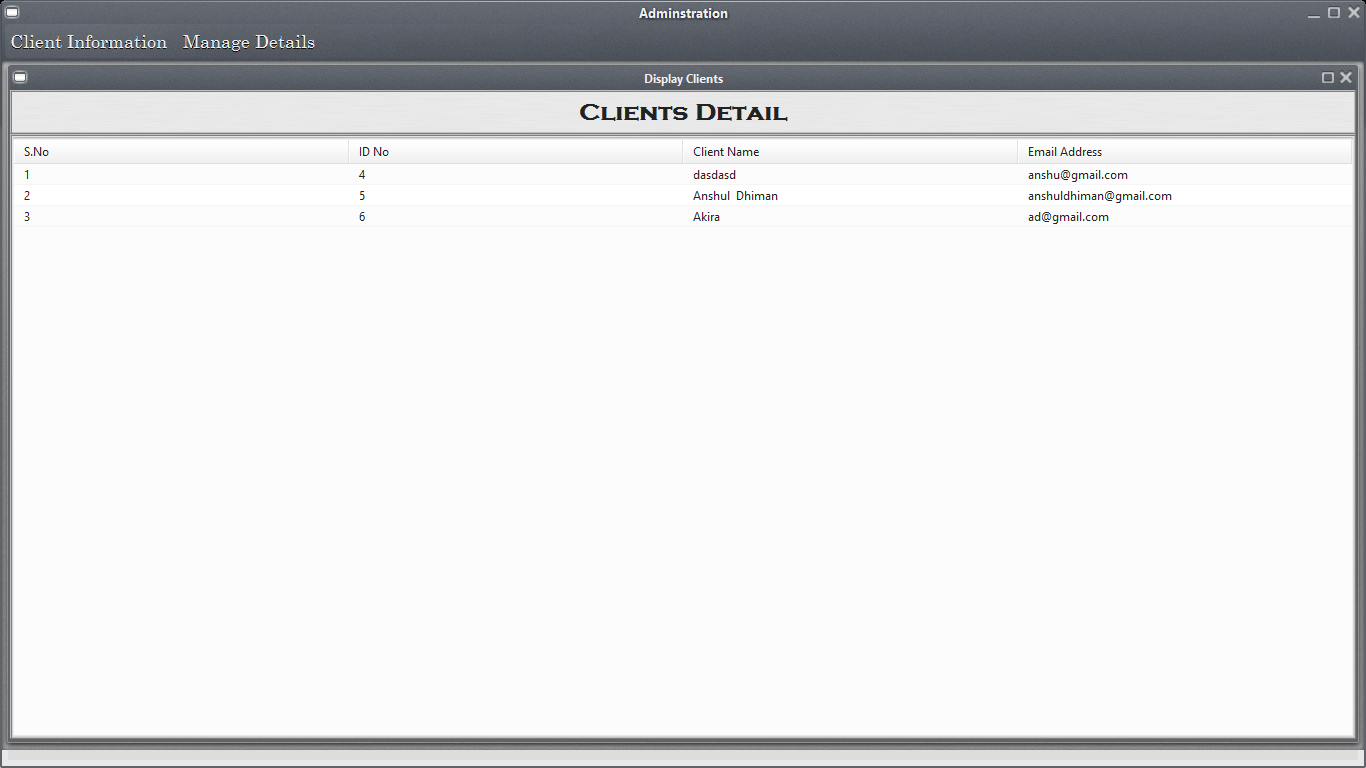 Adminstration
Client Information Manage Details
Display Clients
Clients Detail
S.No ID No Client Name Email Address
1 4 dasdasd anshu@gmail.com
2 5 Anshul Dhiman anshuldhiman@gmail.com
3 6 Akira ad@gmail.com